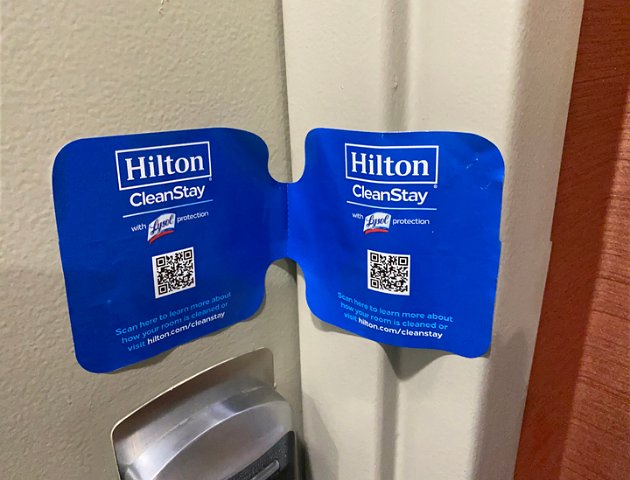 Hilton
CleanStay
with Lysol protection
Scan here to learn more about
how your room is cleaned or
visit hilton.com/cleanstay
Hilton
CleanStay
with Lysol protection
Scan here to learn more about
how your room is cleaned or
visit hilton.com/cleanstay